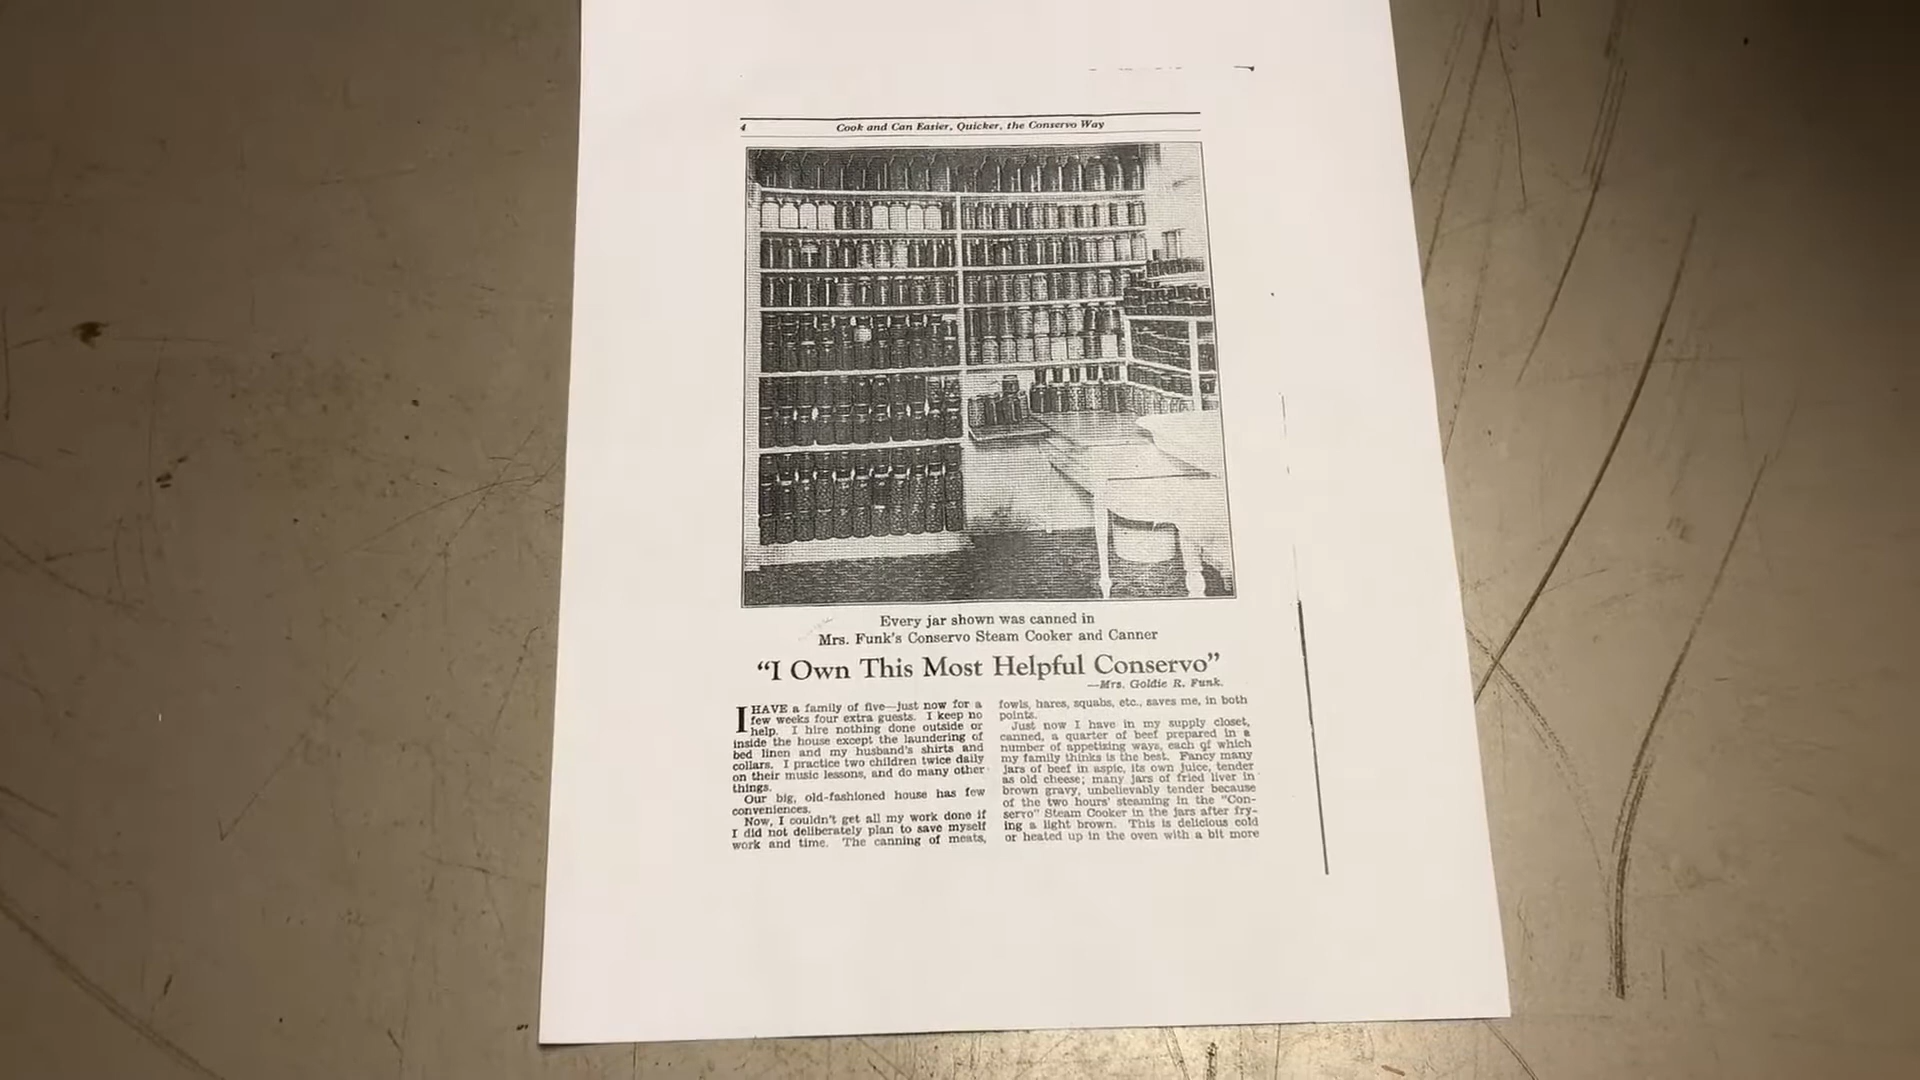 4
Cook and Can Easier, Quicker, the Conservo Way
Every jar shown was canned in
Mrs. Funk's Conservo Steam Cooker and Canner
"I Own This Most Helpful Conservo"
—Mrs. Goldie R. Funk.
I HAVE a family of five—just now for a
few weeks four extra guests. I keep no
help. I hire nothing done outside or
inside the house except the laundering of
bed linen and my husband's shirts and
collars. I practice two children twice daily
on their music lessons, and do many other
things.
Our big, old-fashioned house has few
conveniences.
Now, I couldn't get all my work done if
I did not deliberately plan to save myself
work and time. The canning of meats,
fowls, hares, squabs, etc., saves me, in both
points.
Just now I have in my supply closet,
canned, a quarter of beef prepared in a
number of appetizing ways, each of which
my family thinks is the best. Fancy many
jars of beef in aspic, its own juice, tender
as old cheese; many jars of fried liver in
brown gravy, unbelievably tender because
of the two hours' steaming in the "Con-
servo" Steam Cooker in the jars after fry-
ing a light brown. This is delicious cold
or heated up in the oven with a bit more